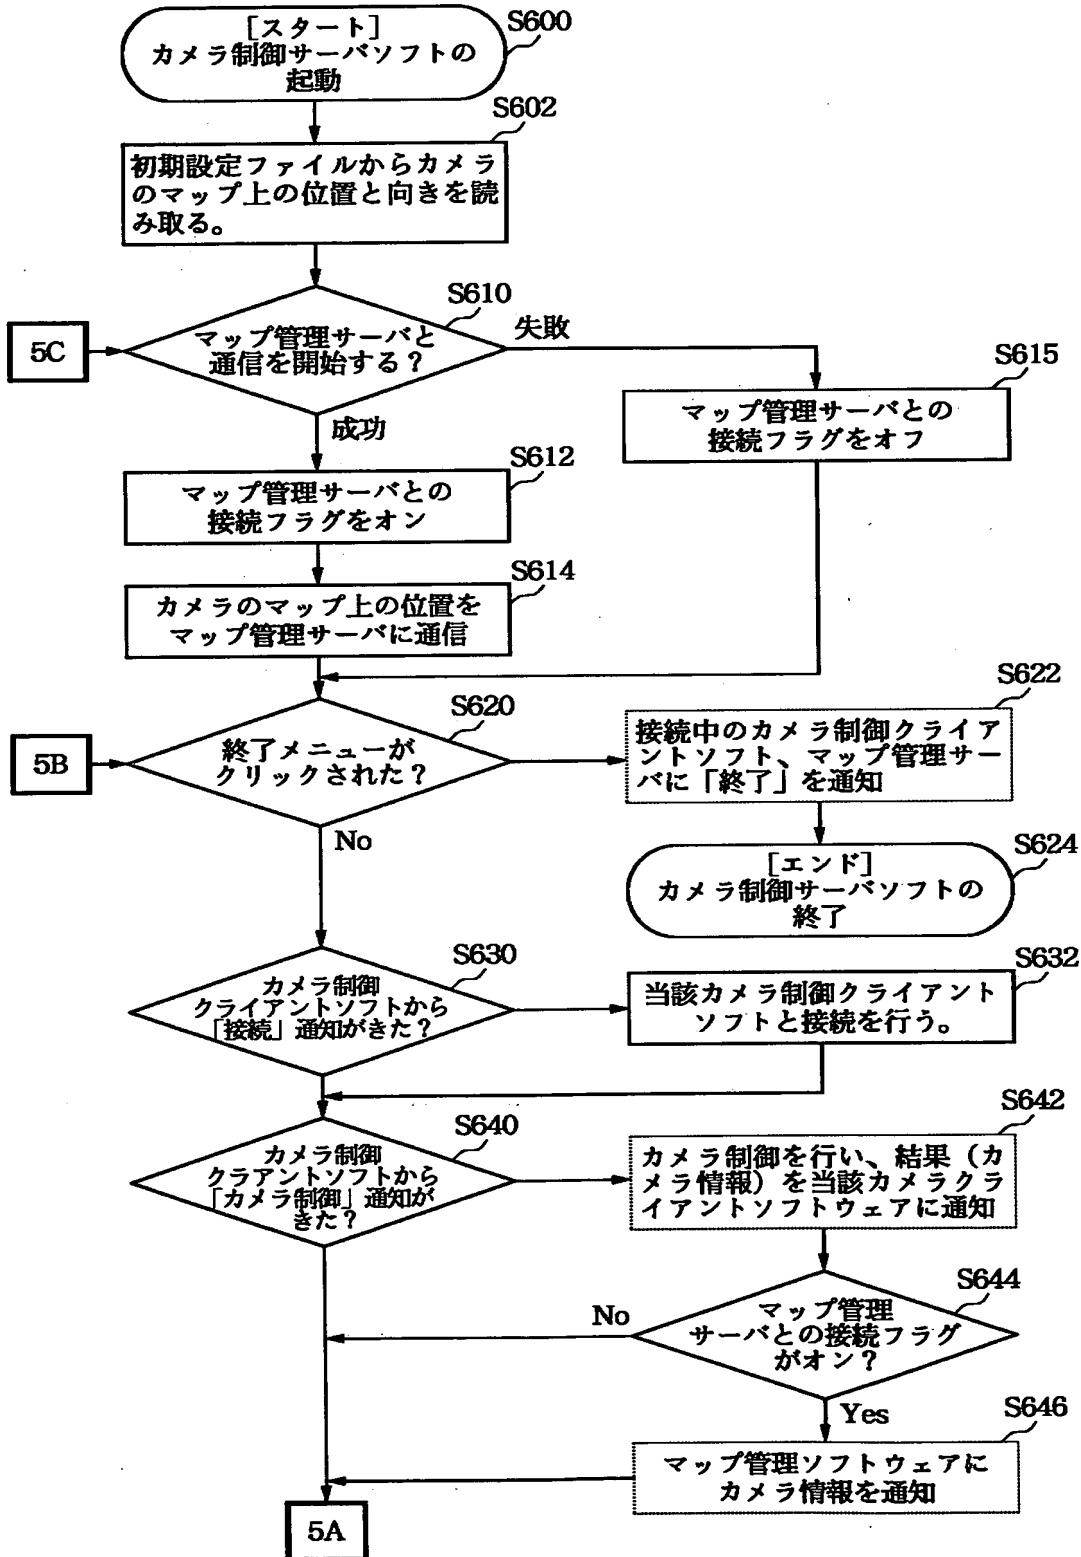 [スタート]
カメラ制御サーバソフトの
起動
S600
S602
初期設定ファイルからカメラ
のマップ上の位置と向きを読
み取る。
S610
5C
マップ管理サーバと
通信を開始する？
失敗
成功
S615
マップ管理サーバとの
接続フラグをオフ
S612
マップ管理サーバとの
接続フラグをオン
S614
カメラのマップ上の位置を
マップ管理サーバに通信
S620
5B
終了メニューが
クリックされた？
No
S622
接続中のカメラ制御クライア
ントソフト、マップ管理サー
バに「終了」を通知
S624
[エンド]
カメラ制御サーバソフトの
終了
S630
カメラ制御
クライアントソフトから
「接続」通知がきた？
S632
当該カメラ制御クライアント
ソフトと接続を行う。
S640
カメラ制御
クラアントソフトから
「カメラ制御」通知が
きた？
S642
カメラ制御を行い、結果（カ
メラ情報）を当該カメラクラ
イアントソフトウェアに通知
S644
マップ管理
サーバとの接続フラグ
がオン？
No
Yes
S646
マップ管理ソフトウェアに
カメラ情報を通知
5A